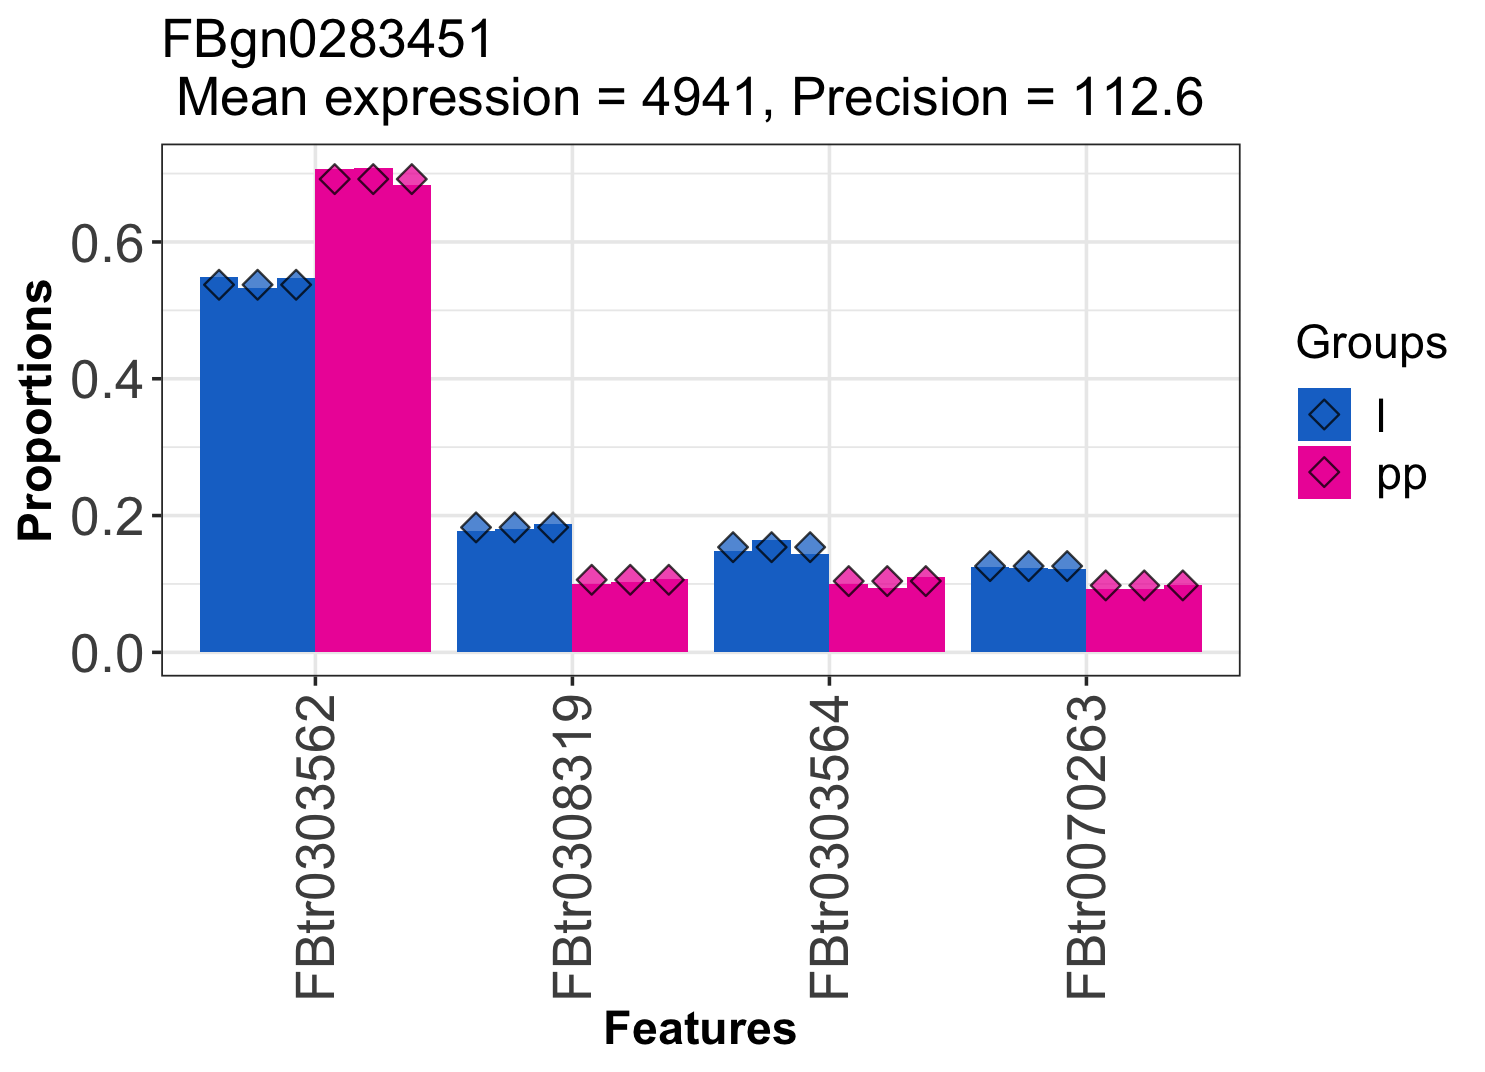 FBgn0283451
Mean expression = 4941, Precision = 112.6
Proportions
0.6
0.4
0.2
0.0
FBtr0303562
FBtr0308319
FBtr0303564
FBtr0070263
Features
Groups
l
pp